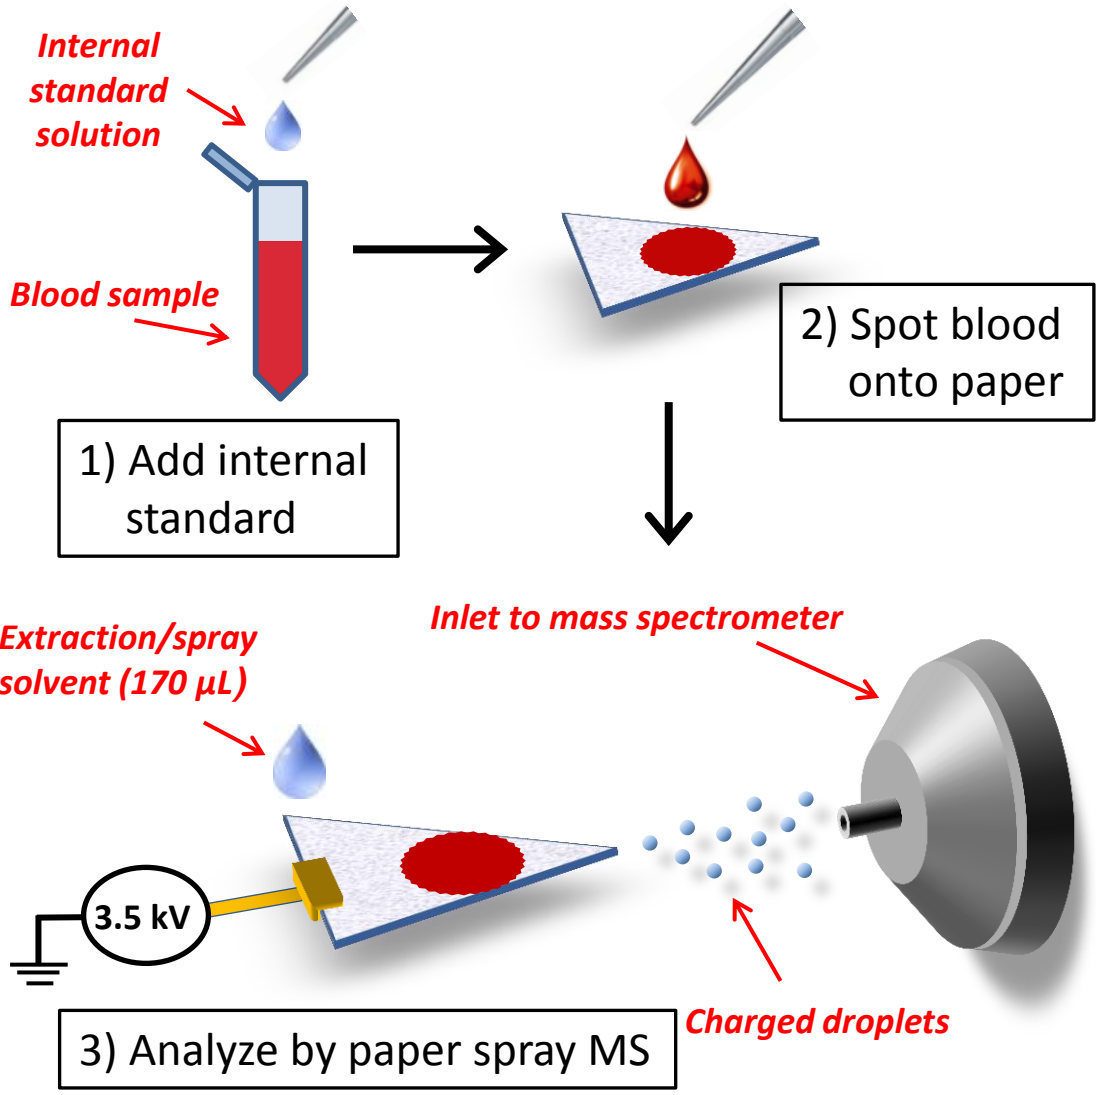 Internal
standard
solution
Blood sample
1) Add internal
standard
2) Spot blood
onto paper
Extraction/spray
solvent (170 µL)
Inlet to mass spectrometer
3.5 kV
Charged droplets
3) Analyze by paper spray MS